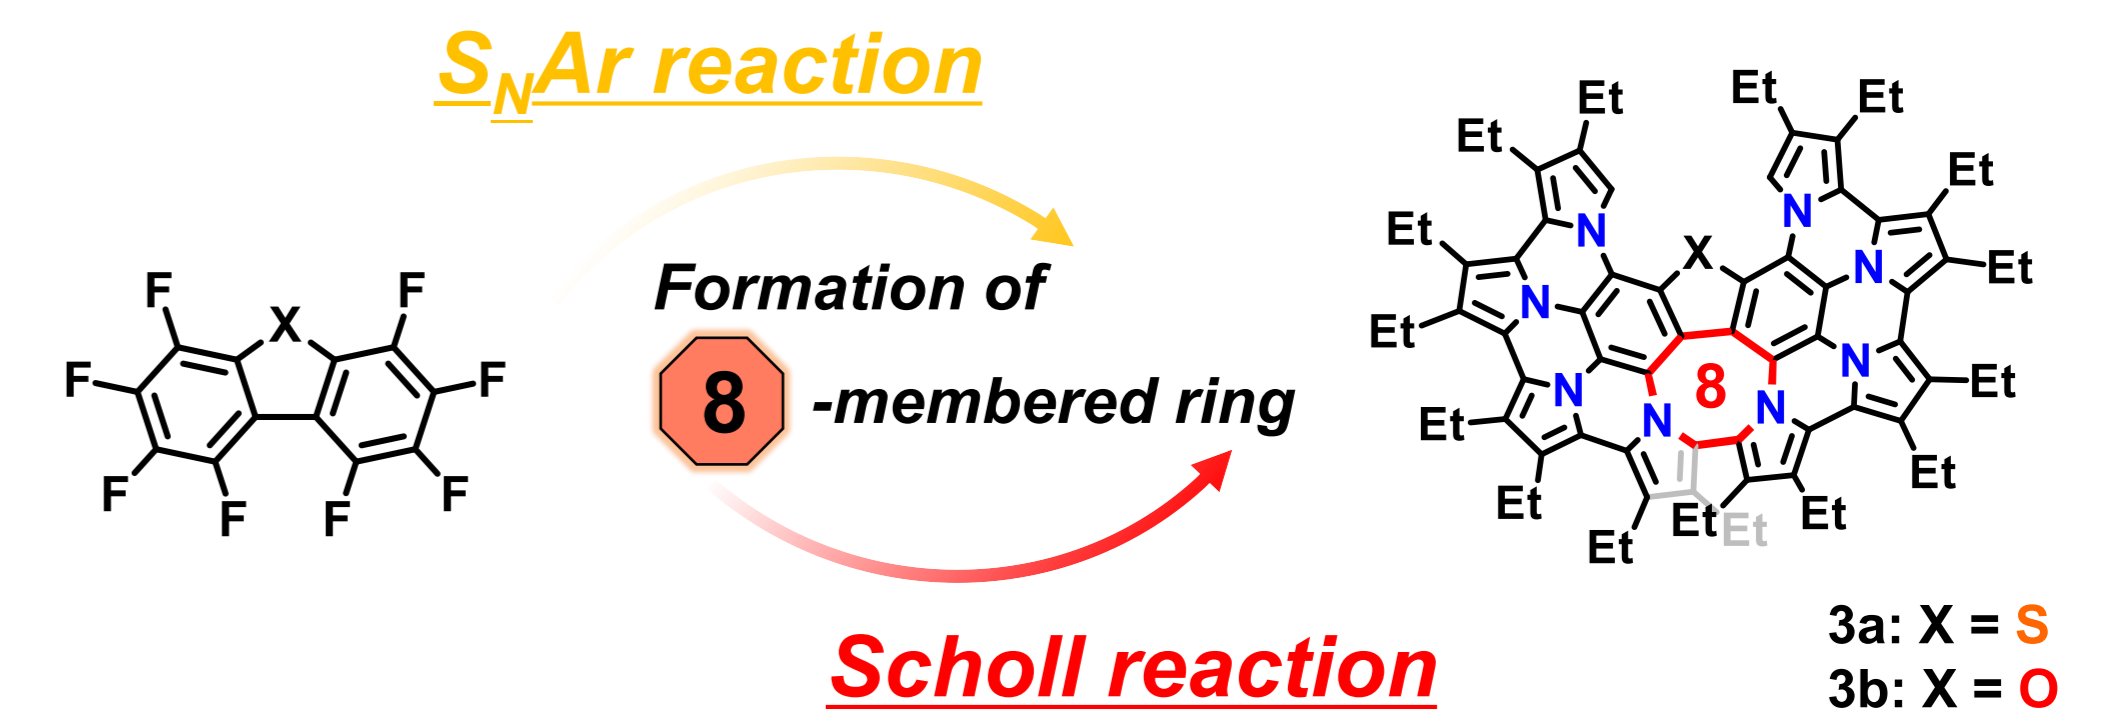 SNAr reaction
Formation of
8
-membered ring
Scholl reaction
F
F
X
F
F
F
F
F
F
Et
Et
Et
Et
Et
Et
Et
Et
N
N
X
N
N
Et
Et
N
N
8
N
N
Et
Et
Et
Et
Et
Et
Et
Et
3a: X = S
3b: X = O